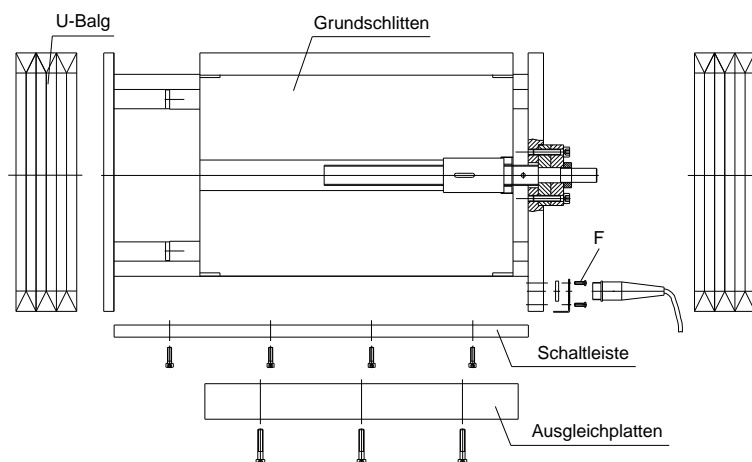 U-Balg
Grundschlitten
F
Schaltleiste
Ausgleichplatten